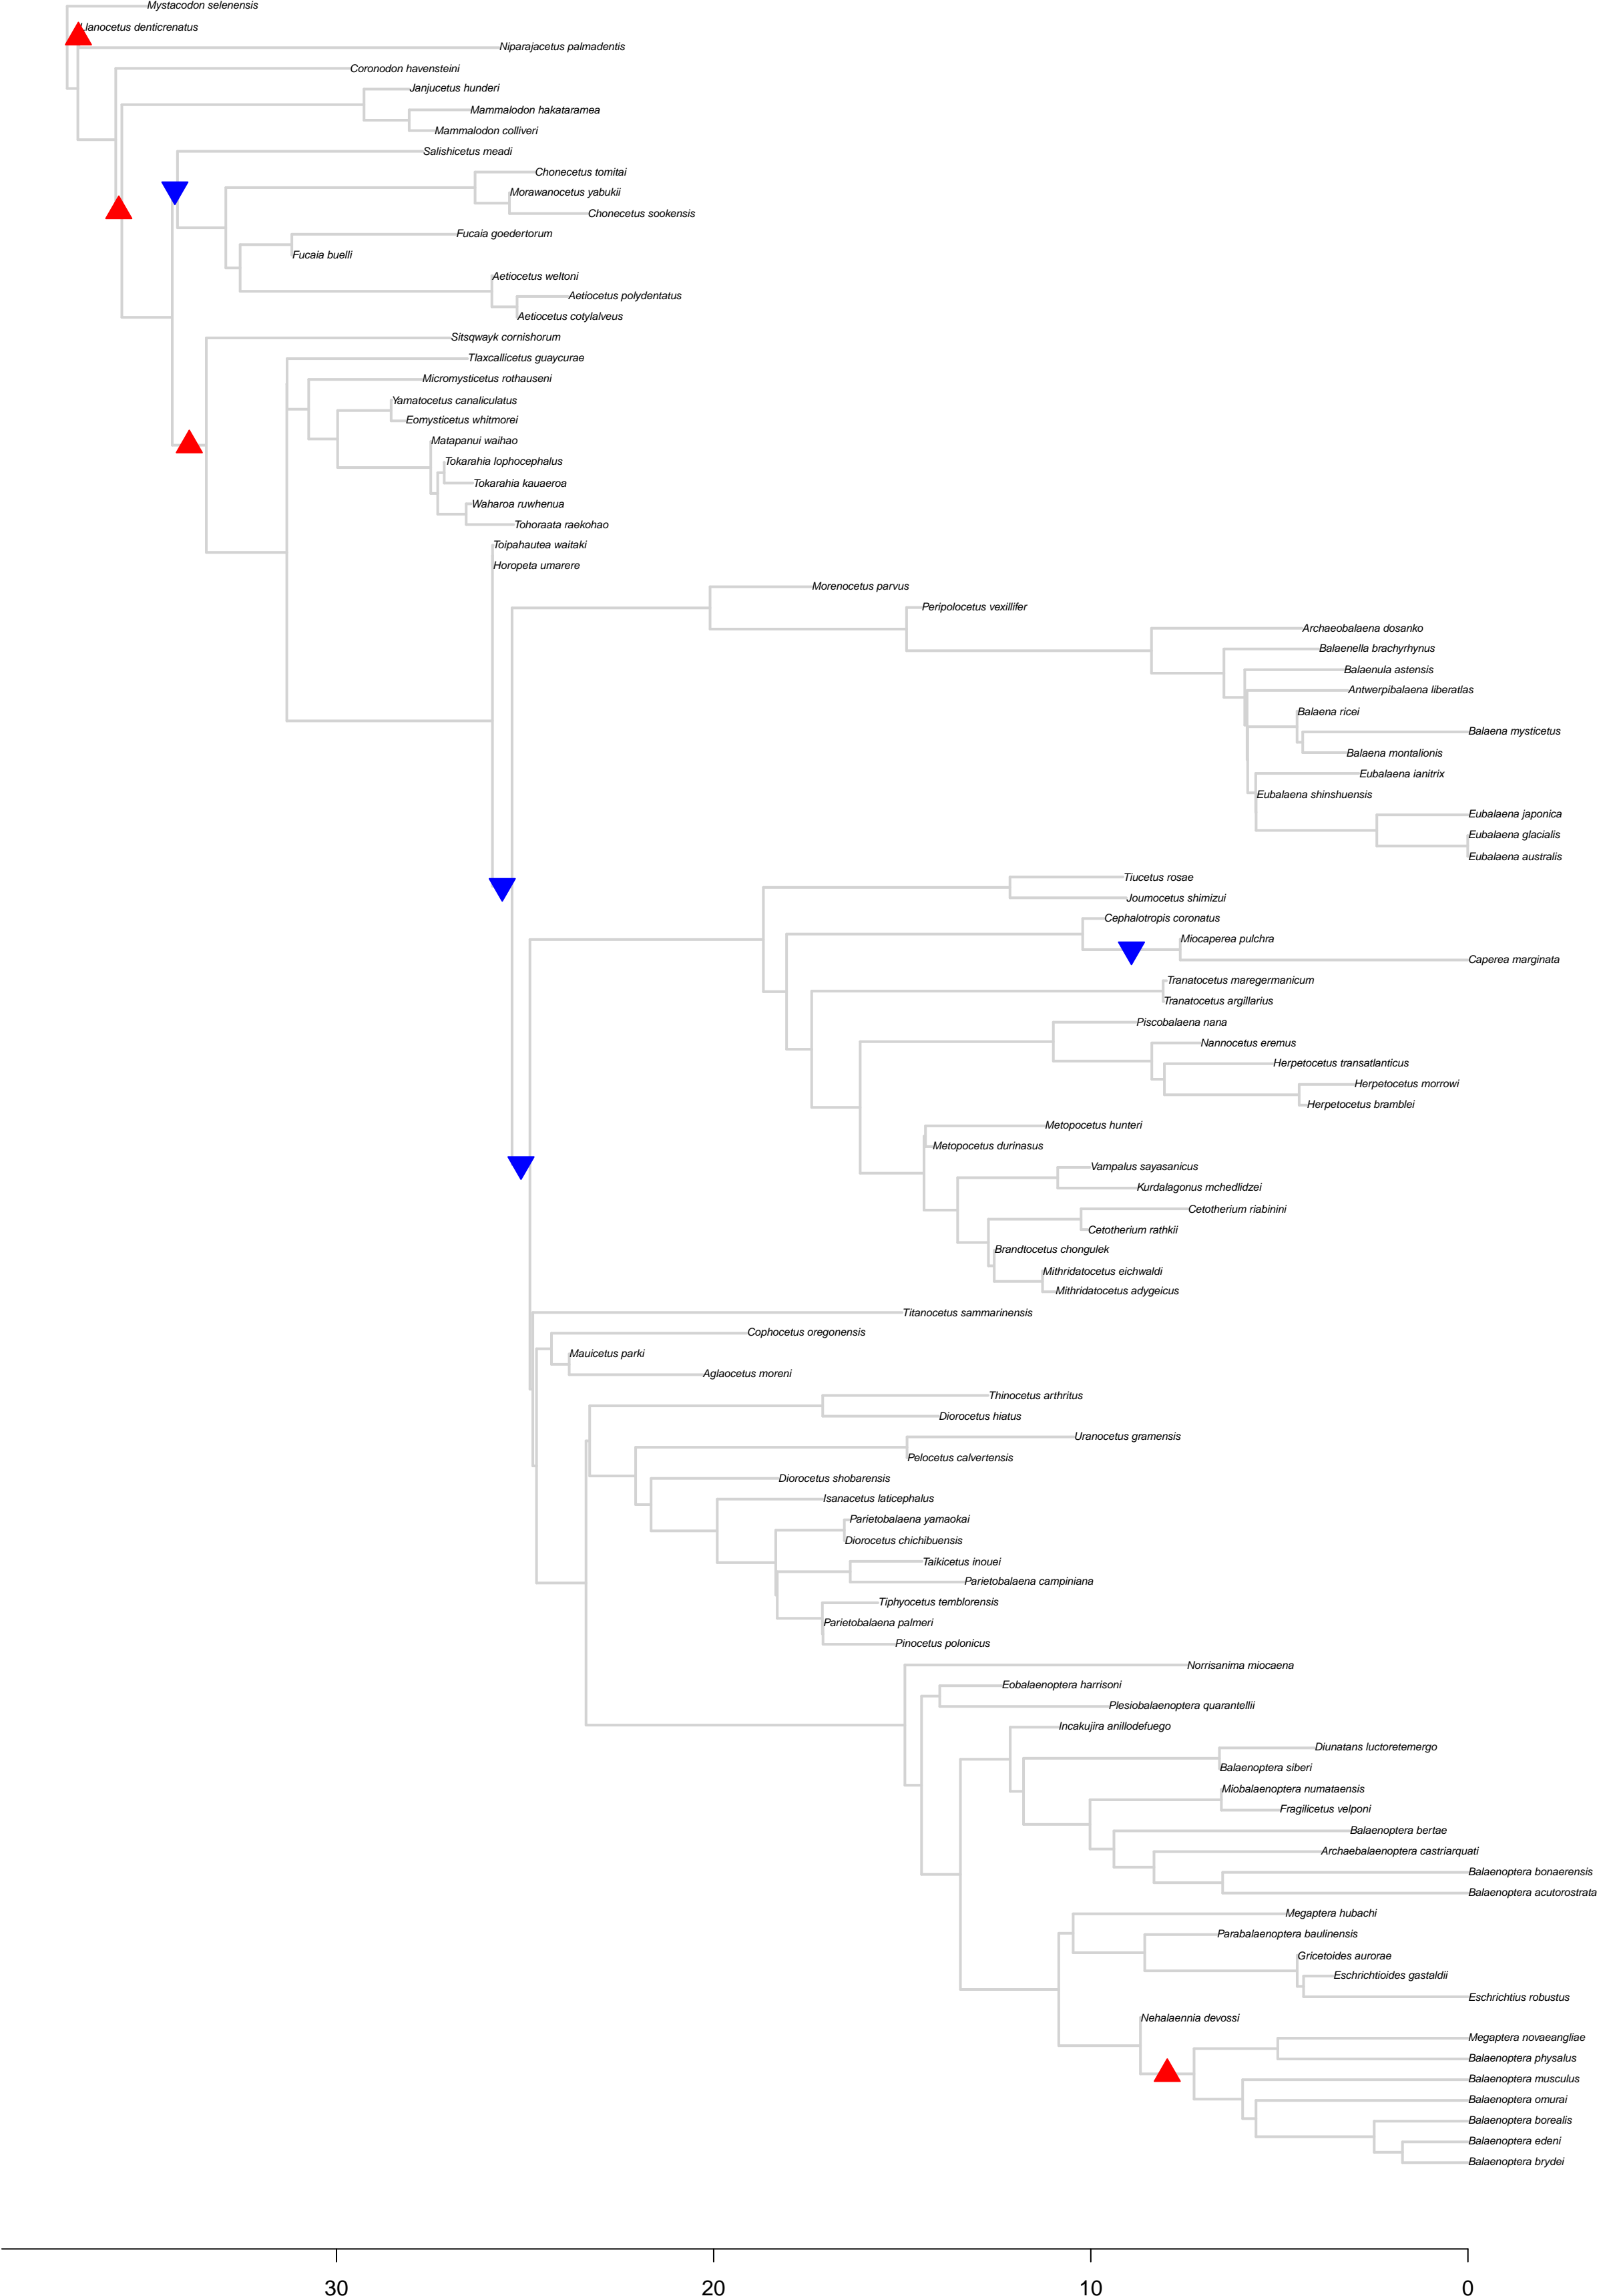 Mystacodon selenensis
Llanocetus denticrenatus
Niparajacetus palmadentis
Coronodon havensteini
Janjucetus hunderi
Mammalodon hakataramea
Mammalodon colliveri
Salishicetus meadi
Chonecetus tomitai
Morawanocetus yabukii
Chonecetus sookensis
Fucaia goedertorum
Fucaia buelli
Aetiocetus weltoni
Aetiocetus polydentatus
Aetiocetus cotylalveus
Sitsqwayk cornishorum
Tlaxcallicetus guaycurae
Micromysticetus rothauseni
Yamatocetus canaliculatus
Eomysticetus whitmorei
Matapanui waihao
Tokarahia lophocephalus
Tokarahia kauaeroa
Waharoa ruwhenua
Tohoraata raekohao
Toipahautea waitaki
Horopeta umarere
Morenocetus parvus
Peripolocetus vexillifer
Archaeobalaena dosanko
Balaenella brachyrhynus
Balaenula astensis
Antwerpibalaena liberatlas
Balaena ricei
Balaena mysticetus
Balaena montalionis
Eubalaena ianitrix
Eubalaena shinshuensis
Eubalaena japonica
Eubalaena glacialis
Eubalaena australis
Tiucetus rosae
Joumocetus shimizui
Cephalotropis coronatus
Miocaperea pulchra
Caperea marginata
Tranatocetus maregermanicum
Tranatocetus argillarius
Piscobalaena nana
Nannocetus eremus
Herpetocetus transatlanticus
Herpetocetus morrowi
Herpetocetus bramblei
Metopocetus hunteri
Metopocetus durinasus
Vampalus sayasanicus
Kurdalagonus mchedlidzei
Cetotherium riabinini
Cetotherium rathkii
Brandtocetus chongulek
Mithridatocetus eichwaldi
Mithridatocetus adygeicus
Titanocetus sammarinensis
Cophocetus oregonensis
Mauicetus parki
Aglaocetus moreni
Thinocetus arthritus
Diorocetus hiatus
Uranocetus gramensis
Pelocetus calvertensis
Diorocetus shobarensis
Isanacetus laticephalus
Parietobalaena yamaokai
Diorocetus chichibuensis
Taikicetus inouei
Parietobalaena campiniana
Tiphyocetus temblorensis
Parietobalaena palmeri
Pinocetus polonicus
Norrisanima miocaena
Eobalaenoptera harrisoni
Plesiobalaenoptera quarantellii
Incakujira anillodefuego
Diunatans luctoretemergo
Balaenoptera siberi
Miobalaenoptera numataensis
Fragilicetus velponi
Balaenoptera bertae
Archaebalaenoptera castriarquati
Balaenoptera bonaerensis
Balaenoptera acutorostrata
Megaptera hubachi
Parabalaenoptera baulinensis
Gricetoides aurorae
Eschrichtioides gastaldii
Eschrichtius robustus
Nehalaennia devossi
Megaptera novaeangliae
Balaenoptera physalus
Balaenoptera musculus
Balaenoptera omurai
Balaenoptera borealis
Balaenoptera edeni
Balaenoptera brydei
30 20 10 0